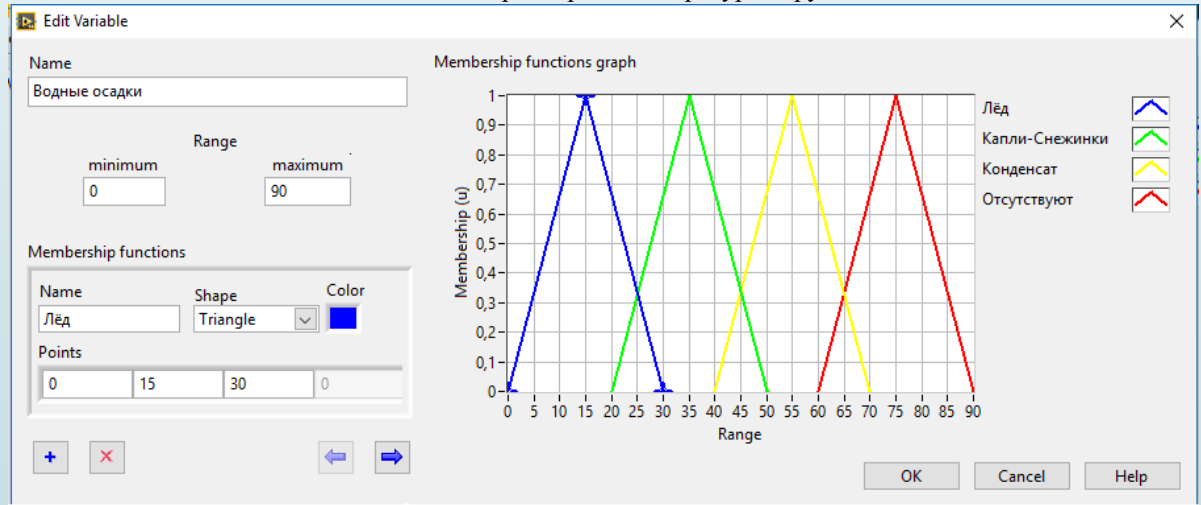 Edit Variable
Name
Водные осадки
Range
minimum maximum
0 90
Membership functions
Name Shape Color
Лёд Triangle
Points
0 15 30 0
Membership functions graph
Membership (u)
1
0,9
0,8
0,7
0,6
0,5
0,4
0,3
0,2
0,1
0
0 5 10 15 20 25 30 35 40 45 50 55 60 65 70 75 80 85 90
Range
Лёд
Капли-Снежинки
Конденсат
Отсутствуют
OK Cancel Help